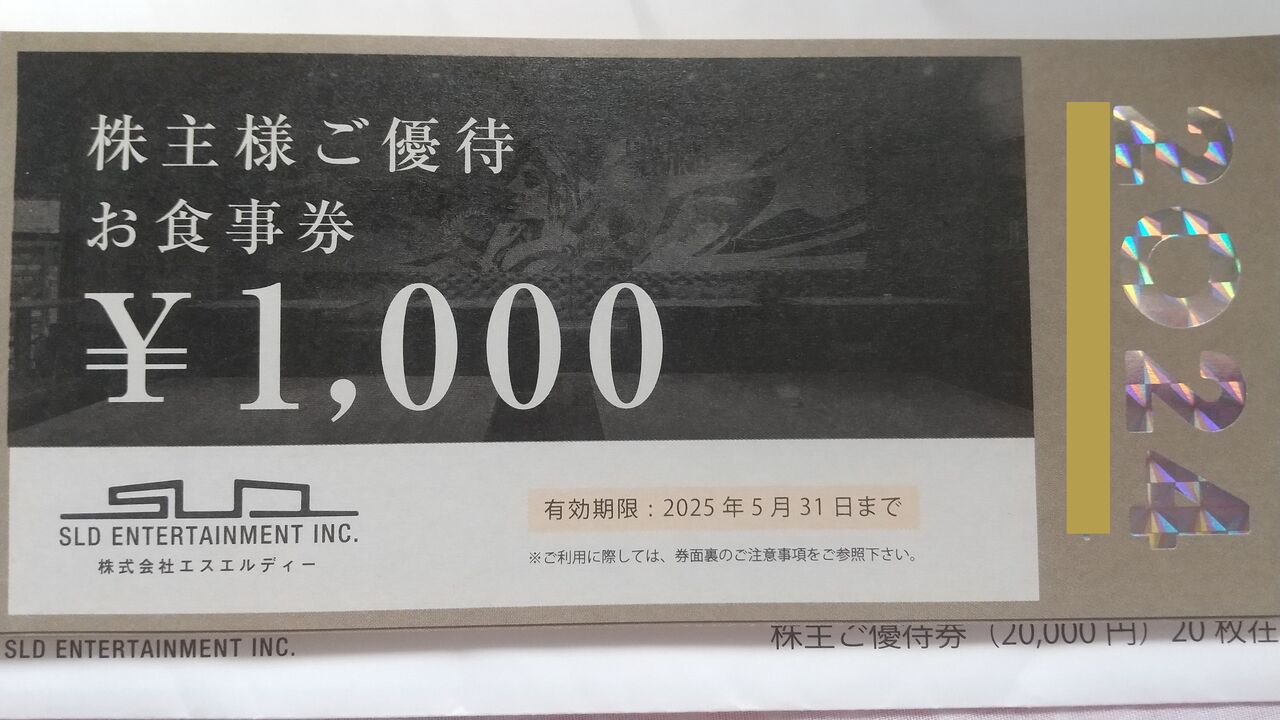 株主様ご優待
お食事券
¥1,000
SLD
SLD ENTERTAINMENT INC.
株式会社エスエルディー
有効期限：2025年5月31日まで
※ご利用に際しては、券面裏のご注意事項をご参照下さい。
2024
SLD ENTERTAINMENT INC.
株主ご優待券（20,000円）20枚在